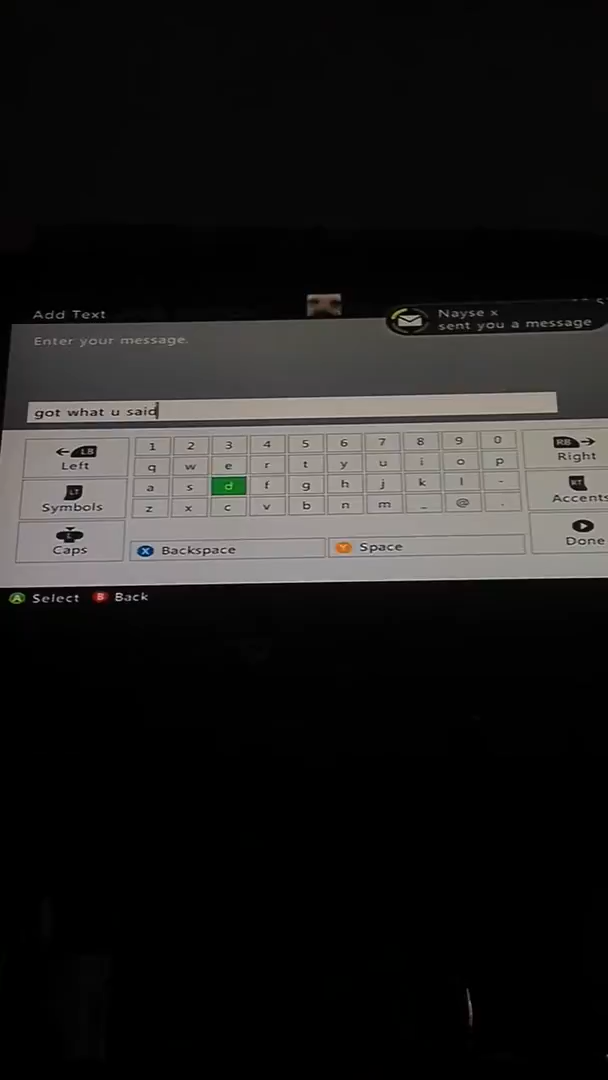 Add Text
Nayse x
sent you a message
Enter your message.
got what u said
LB
Left
1 2 3 4 5 6 7 8 9 0
RB
Right
q w e r t y u i o p
LT
Symbols
a s d f g h j k l -
RT
Accents
z x c v b n m _ @ .
L
Caps
X Backspace
Y Space
Done
A Select B Back